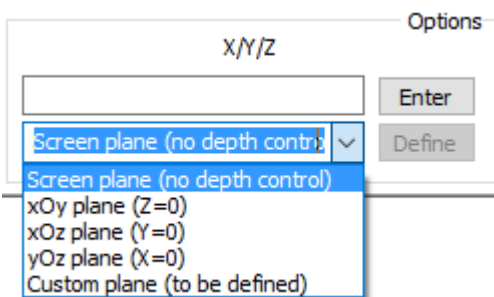 Options
X/Y/Z
Enter
Screen plane (no depth contro
Define
Screen plane (no depth control)
xOy plane (Z=0)
xOz plane (Y=0)
yOz plane (X=0)
Custom plane (to be defined)